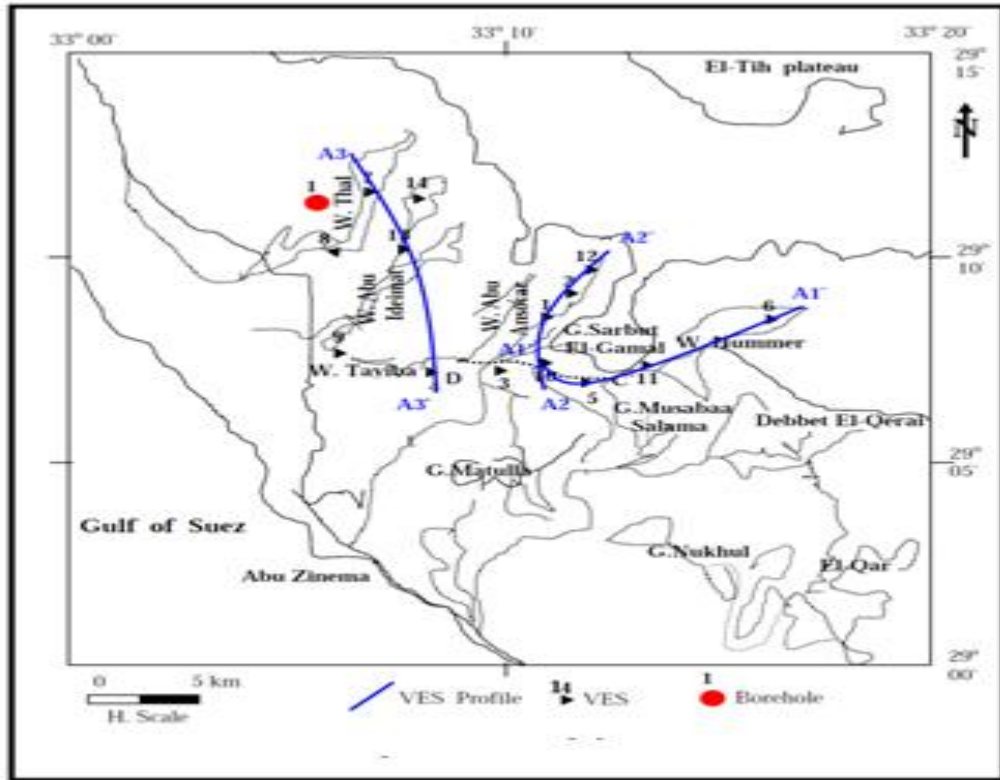 33° 00'
33° 10'
33° 20'
29°
15'
El-Tih plateau
A3
1
W. Thal
14
8
A2'
29°
10'
12
W. Abu
Ideimat
W. Abu
Ansokar
1
6
A1'
G.Sarbut
El-Gamal
W. Hummer
W. Tayiba
D
3
C
11
5
A3'
A2
G.Musabaa
Salama
Debbet El-Qerai
29°
05'
G.Matulla
Gulf of Suez
G.Nukhul
El-Qar
Abu Zinema
29°
00'
0
5 km
H. Scale
VES Profile
14
VES
1
Borehole